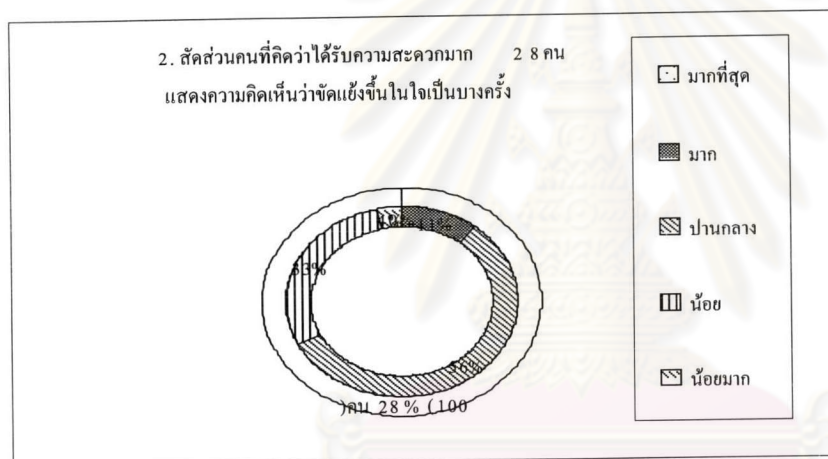 2. สัดส่วนคนที่คิดว่าได้รับความสะดวกมาก 28 คน
แสดงความคิดเห็นว่าขัดแย้งขึ้นในใจเป็นบางครั้ง
มากที่สุด
มาก
ปานกลาง
น้อย
น้อยมาก
11%
33%
56%
)คน 28 % (100